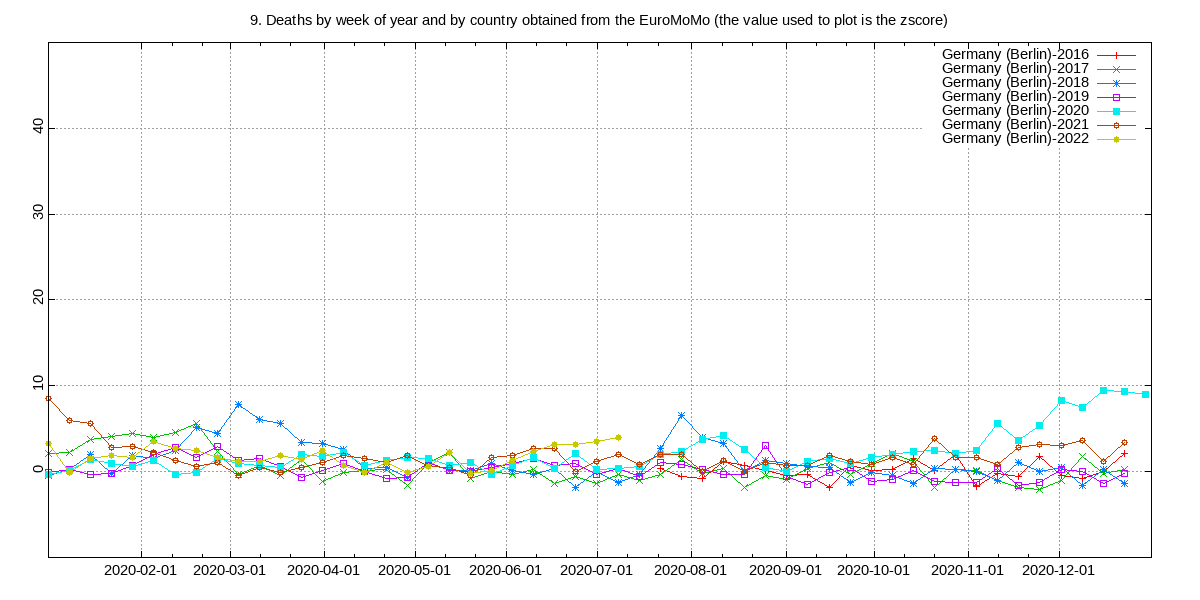 9. Deaths by week of year and by country obtained from the EuroMoMo (the value used to plot is the zscore)
Germany (Berlin)-2016
Germany (Berlin)-2017
Germany (Berlin)-2018
Germany (Berlin)-2019
Germany (Berlin)-2020
Germany (Berlin)-2021
Germany (Berlin)-2022
40
30
20
10
0
2020-02-01 2020-03-01 2020-04-01 2020-05-01 2020-06-01 2020-07-01 2020-08-01 2020-09-01 2020-10-01 2020-11-01 2020-12-01